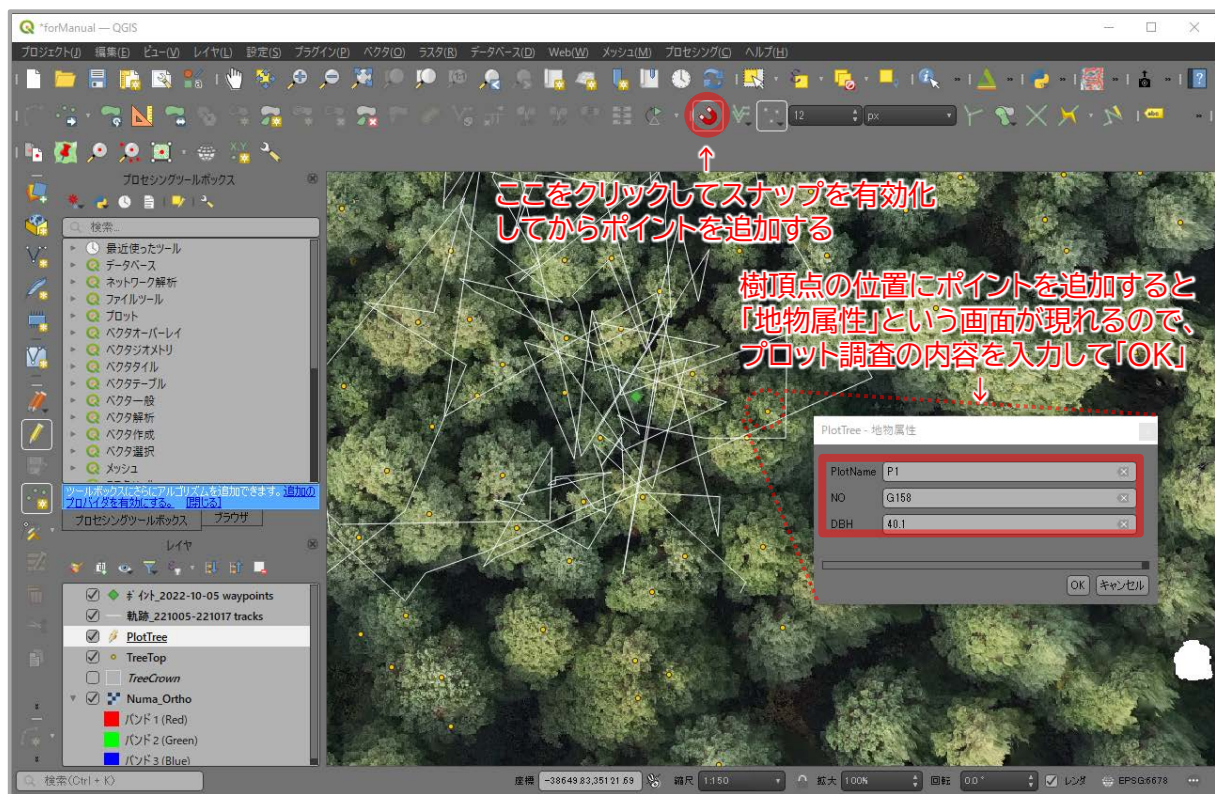 *forManual — QGIS
プロジェクト(J) 編集(E) ビュー(V) レイヤ(L) 設定(S) プラグイン(P) ベクタ(O) ラスタ(R) データベース(D) Web(W) メッシュ(M) プロセシング(C) ヘルプ(H)
12 px
abc
X,Y
↑
ここをクリックしてスナップを有効化
してからポイントを追加する
樹頂点の位置にポイントを追加すると
「地物属性」という画面が現れるので、
プロット調査の内容を入力して「OK」
↓
プロセシングツールボックス
検索...
最近使ったツール
データベース
ネットワーク解析
ファイルツール
プロット
ベクタオーバーレイ
ベクタジオメトリ
ベクタタイル
ベクタテーブル
ベクタ一般
ベクタ解析
ベクタ作成
ベクタ選択
メッシュ
ツールボックスにさらにアルゴリズムを追加できます。追加の
プロバイダを有効にする。 [閉じる]
プロセシングツールボックス ブラウザ
PlotTree - 地物属性
PlotName P1
NO G158
DBH 40.1
OK キャンセル
レイヤ
ポイント_2022-10-05 waypoints
軌跡_221005-221017 tracks
PlotTree
TreeTop
TreeCrown
Numa_Ortho
バンド 1 (Red)
バンド 2 (Green)
バンド 3 (Blue)
検索(Ctrl + K) 座標 -38649.83,35121.69 縮尺 1:150 拡大 100% 回転 0.0 ° レンダ EPSG:6678